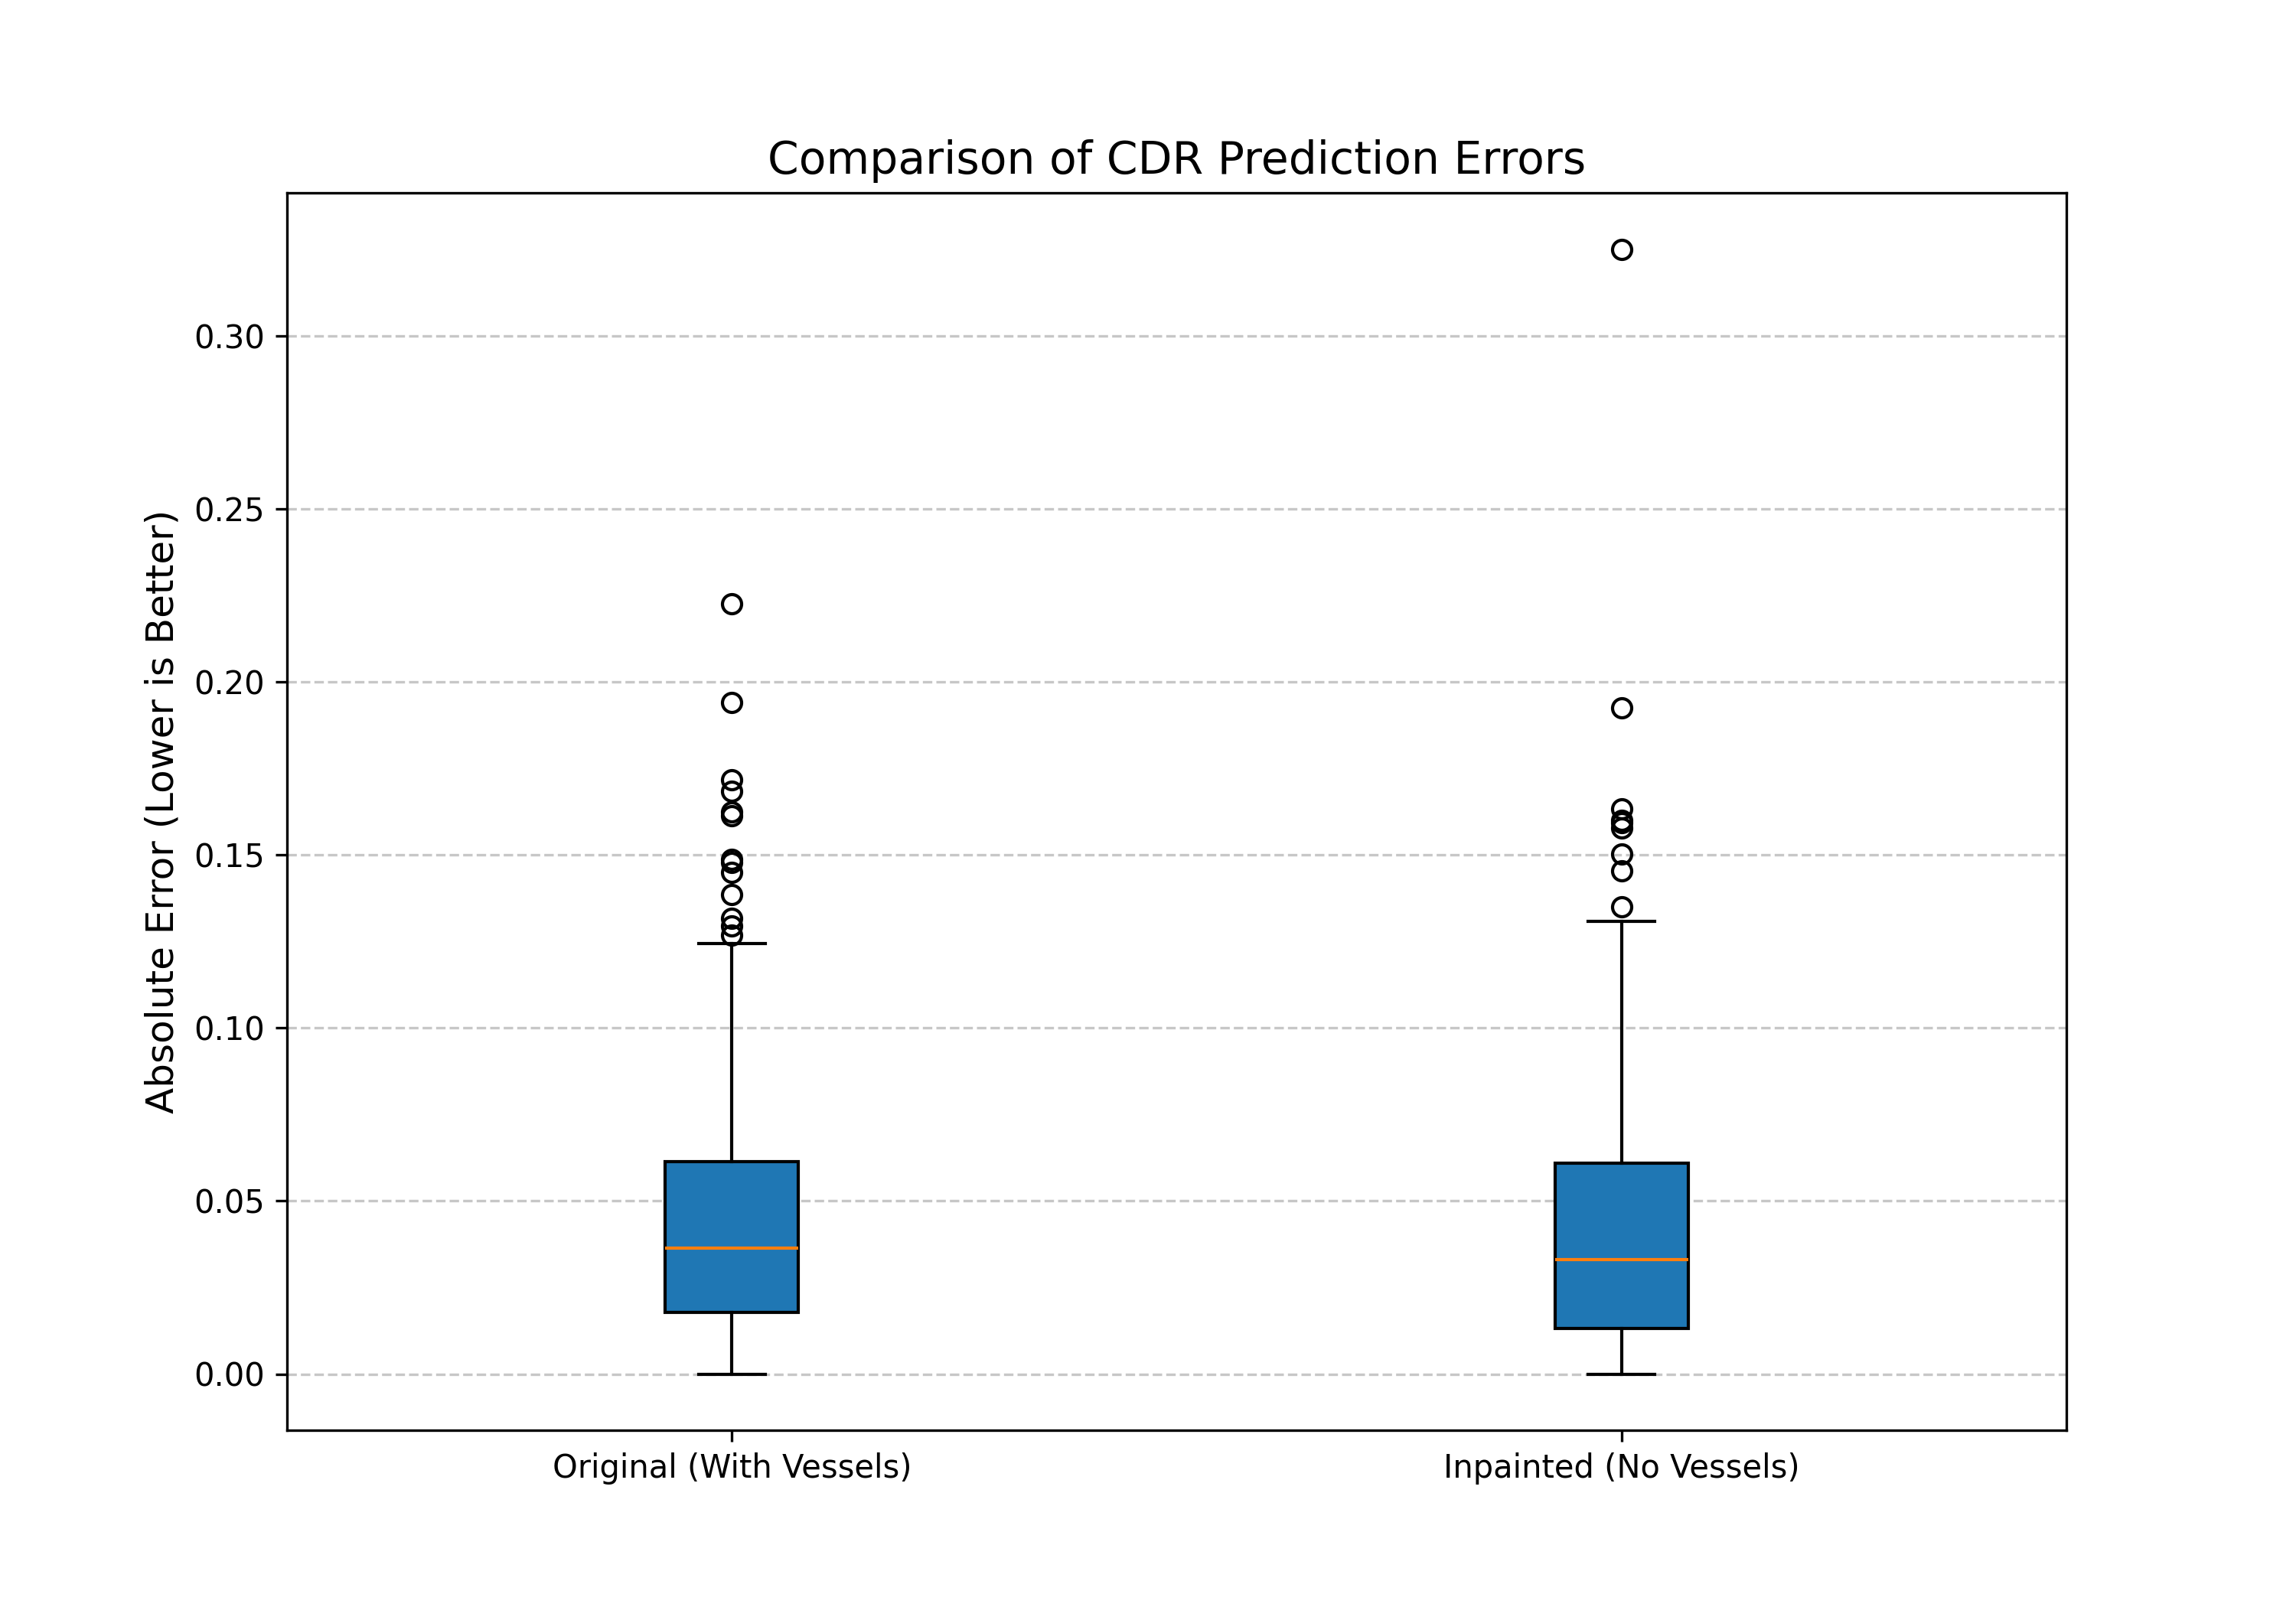 Comparison of CDR Prediction Errors
Absolute Error (Lower is Better)
0.30
0.25
0.20
0.15
0.10
0.05
0.00
Original (With Vessels)
Inpainted (No Vessels)